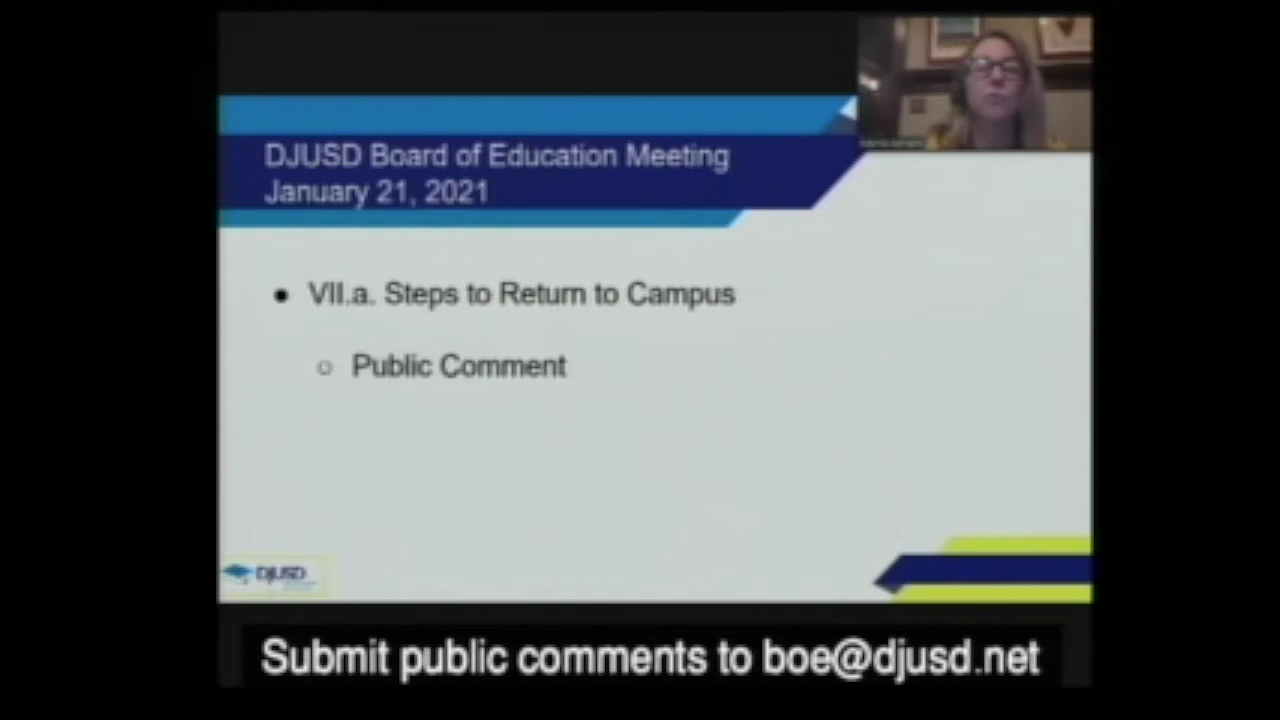 DJUSD Board of Education Meeting
January 21, 2021
● VII.a. Steps to Return to Campus
○ Public Comment
DJUSD
Submit public comments to boe@djusd.net